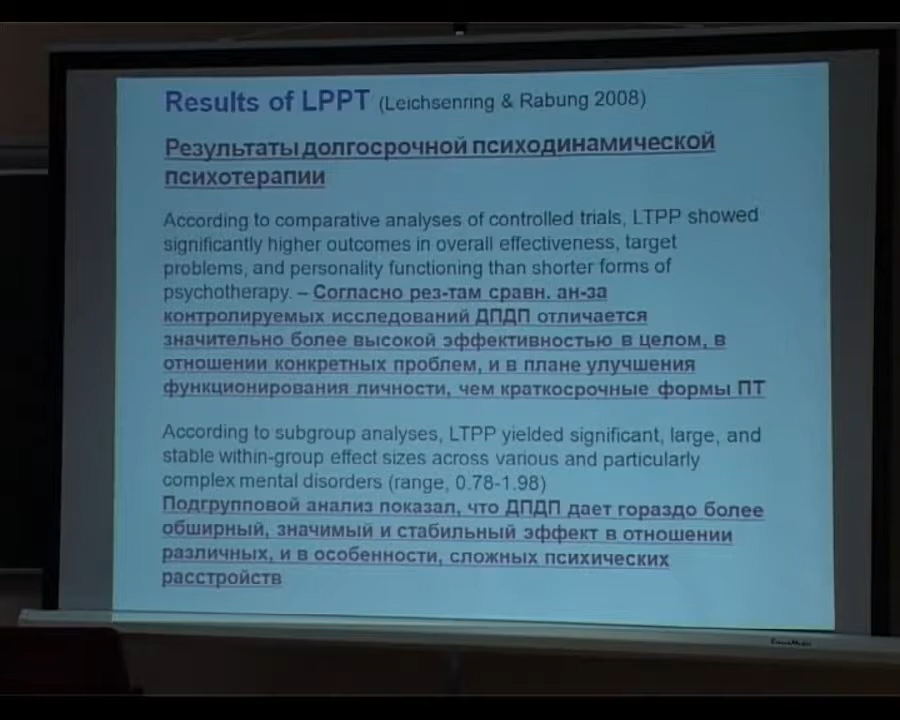 Results of LPPT (Leichsenring & Rabung 2008)
Результаты долгосрочной психодинамической
психотерапии
According to comparative analyses of controlled trials, LTPP showed
significantly higher outcomes in overall effectiveness, target
problems, and personality functioning than shorter forms of
psychotherapy. – Согласно рез-там сравн. ан-за
контролируемых исследований ДПДП отличается
значительно более высокой эффективностью в целом, в
отношении конкретных проблем, и в плане улучшения
функционирования личности, чем краткосрочные формы ПТ
According to subgroup analyses, LTPP yielded significant, large, and
stable within-group effect sizes across various and particularly
complex mental disorders (range, 0.78-1.98)
Подгрупповой анализ показал, что ДПДП дает гораздо более
обширный, значимый и стабильный эффект в отношении
различных, и в особенности, сложных психических
расстройств